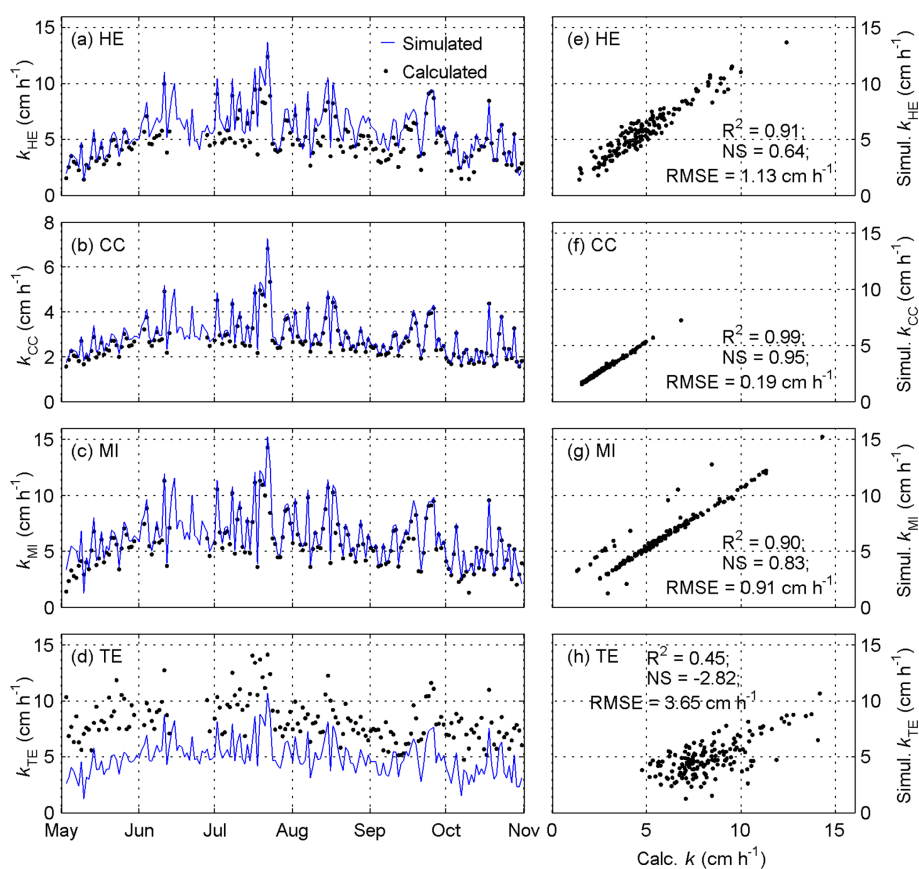 (a) HE
Simulated
Calculated
15
10
5
0
k_HE (cm h⁻¹)
(e) HE
R² = 0.91;
NS = 0.64;
RMSE = 1.13 cm h⁻¹
15
10
5
0
Simul. k_HE (cm h⁻¹)
(b) CC
8
6
4
2
0
k_CC (cm h⁻¹)
(f) CC
R² = 0.99;
NS = 0.95;
RMSE = 0.19 cm h⁻¹
15
10
5
0
Simul. k_CC (cm h⁻¹)
(c) MI
15
10
5
0
k_MI (cm h⁻¹)
(g) MI
R² = 0.90;
NS = 0.83;
RMSE = 0.91 cm h⁻¹
15
10
5
0
Simul. k_MI (cm h⁻¹)
(d) TE
15
10
5
0
k_TE (cm h⁻¹)
May Jun Jul Aug Sep Oct Nov
(h) TE
R² = 0.45;
NS = -2.82;
RMSE = 3.65 cm h⁻¹
15
10
5
0
Simul. k_TE (cm h⁻¹)
0 5 10 15
Calc. k (cm h⁻¹)